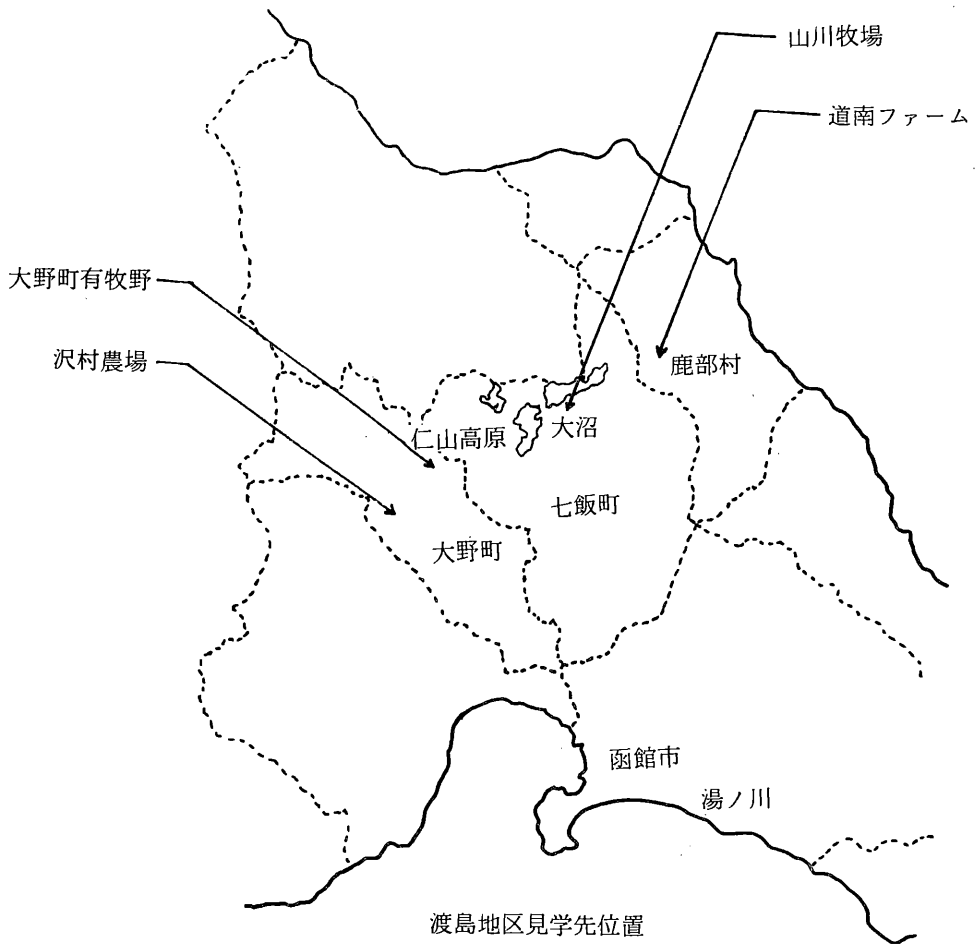 山川牧場
道南ファーム
大野町有牧野
沢村農場
鹿部村
仁山高原
大沼
七飯町
大野町
函館市
湯ノ川
渡島地区見学先位置